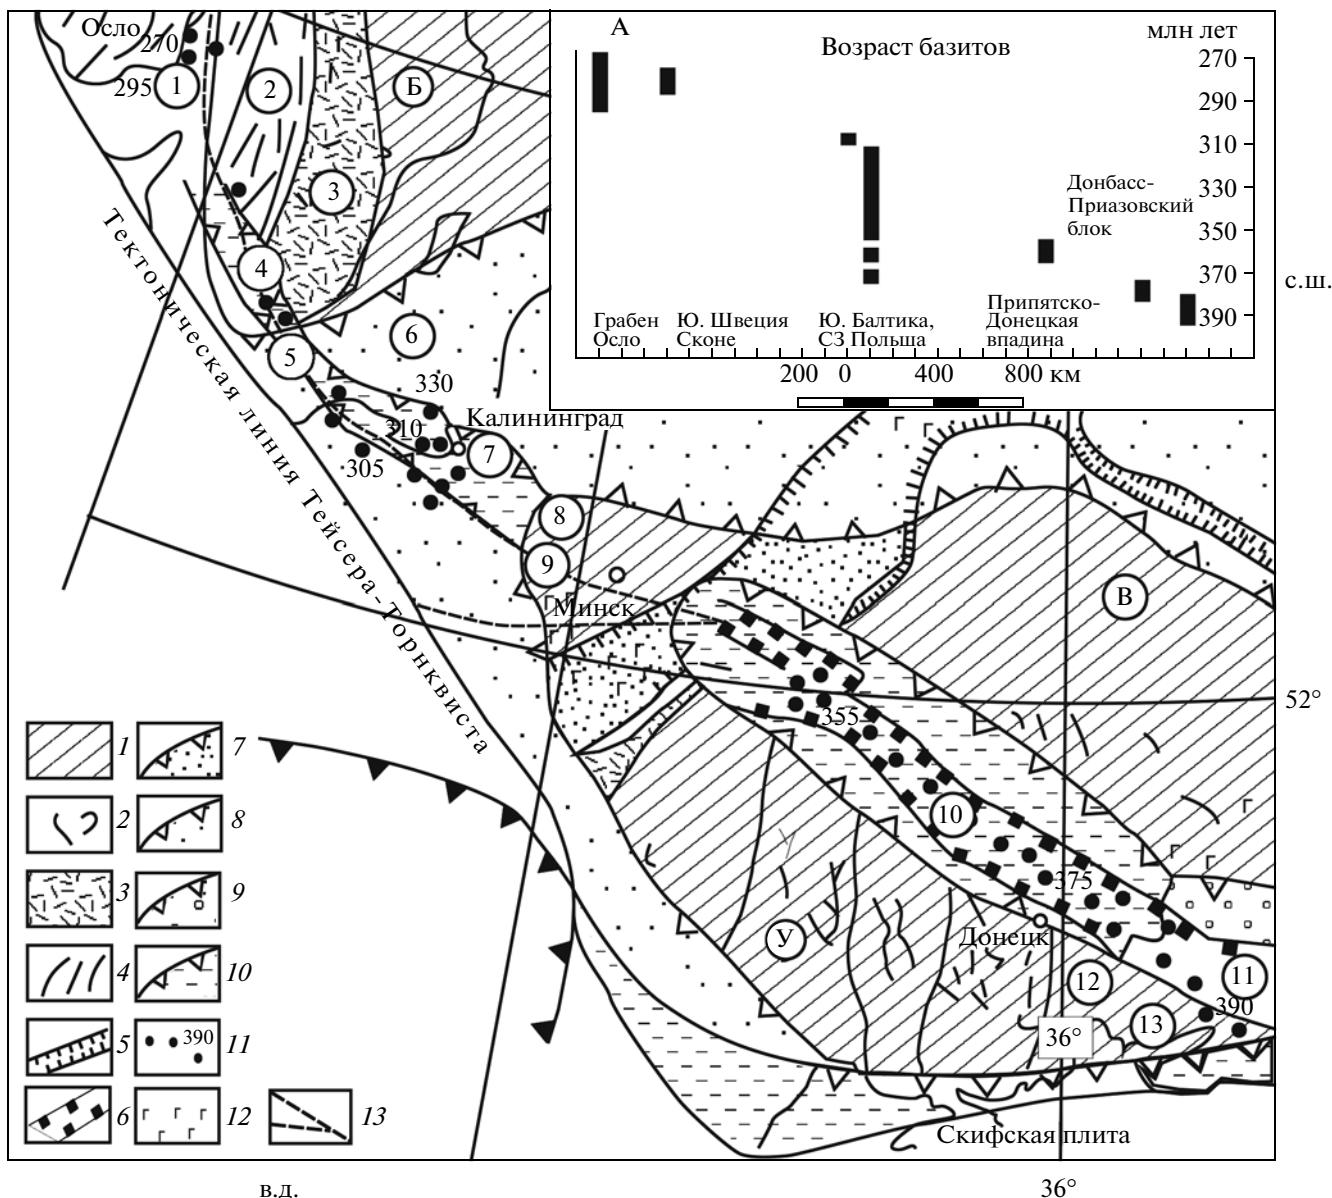 А
Возраст базитов
млн лет
270
290
310
330
350
370
390
Донбасс-
Приазовский
блок
Припятско-
Донецкая
впадина
Грабен
Осло
Ю. Швеция
Сконе
Ю. Балтика,
СЗ Польша
200 0 400 800 км
с.ш.
Осло
270
295
1
2
3
Б
4
5
6
330
Калининград
310
305
7
8
9
Минск
Тектоническая линия Тейсера-Торнквиста
В
52°
355
10
375
У
Донецк
11
12
13
390
36°
Скифская плита
1
2
3
4
5
6
7
8
9
10
390
11
12
13
в.д.
36°